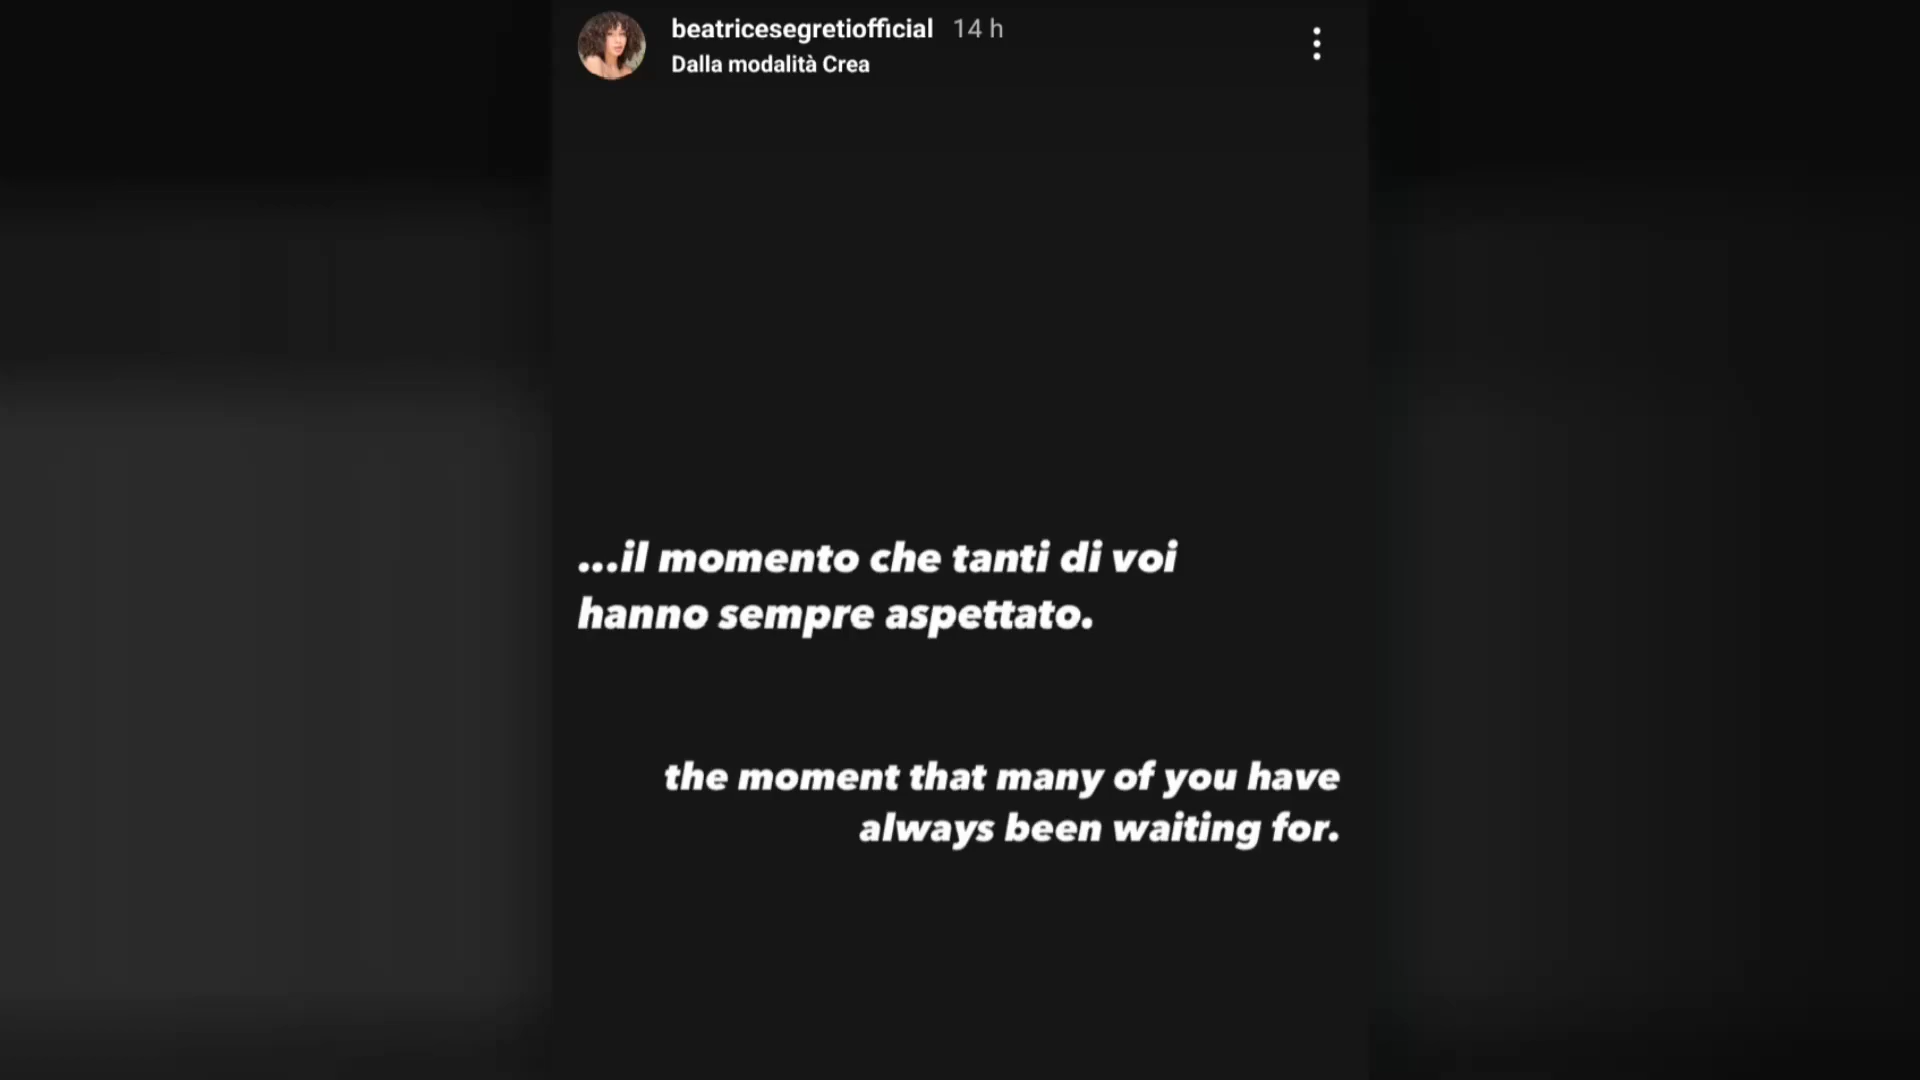 beatricesegretiofficial 14 h
Dalla modalità Crea
...il momento che tanti di voi
hanno sempre aspettato.
the moment that many of you have
always been waiting for.